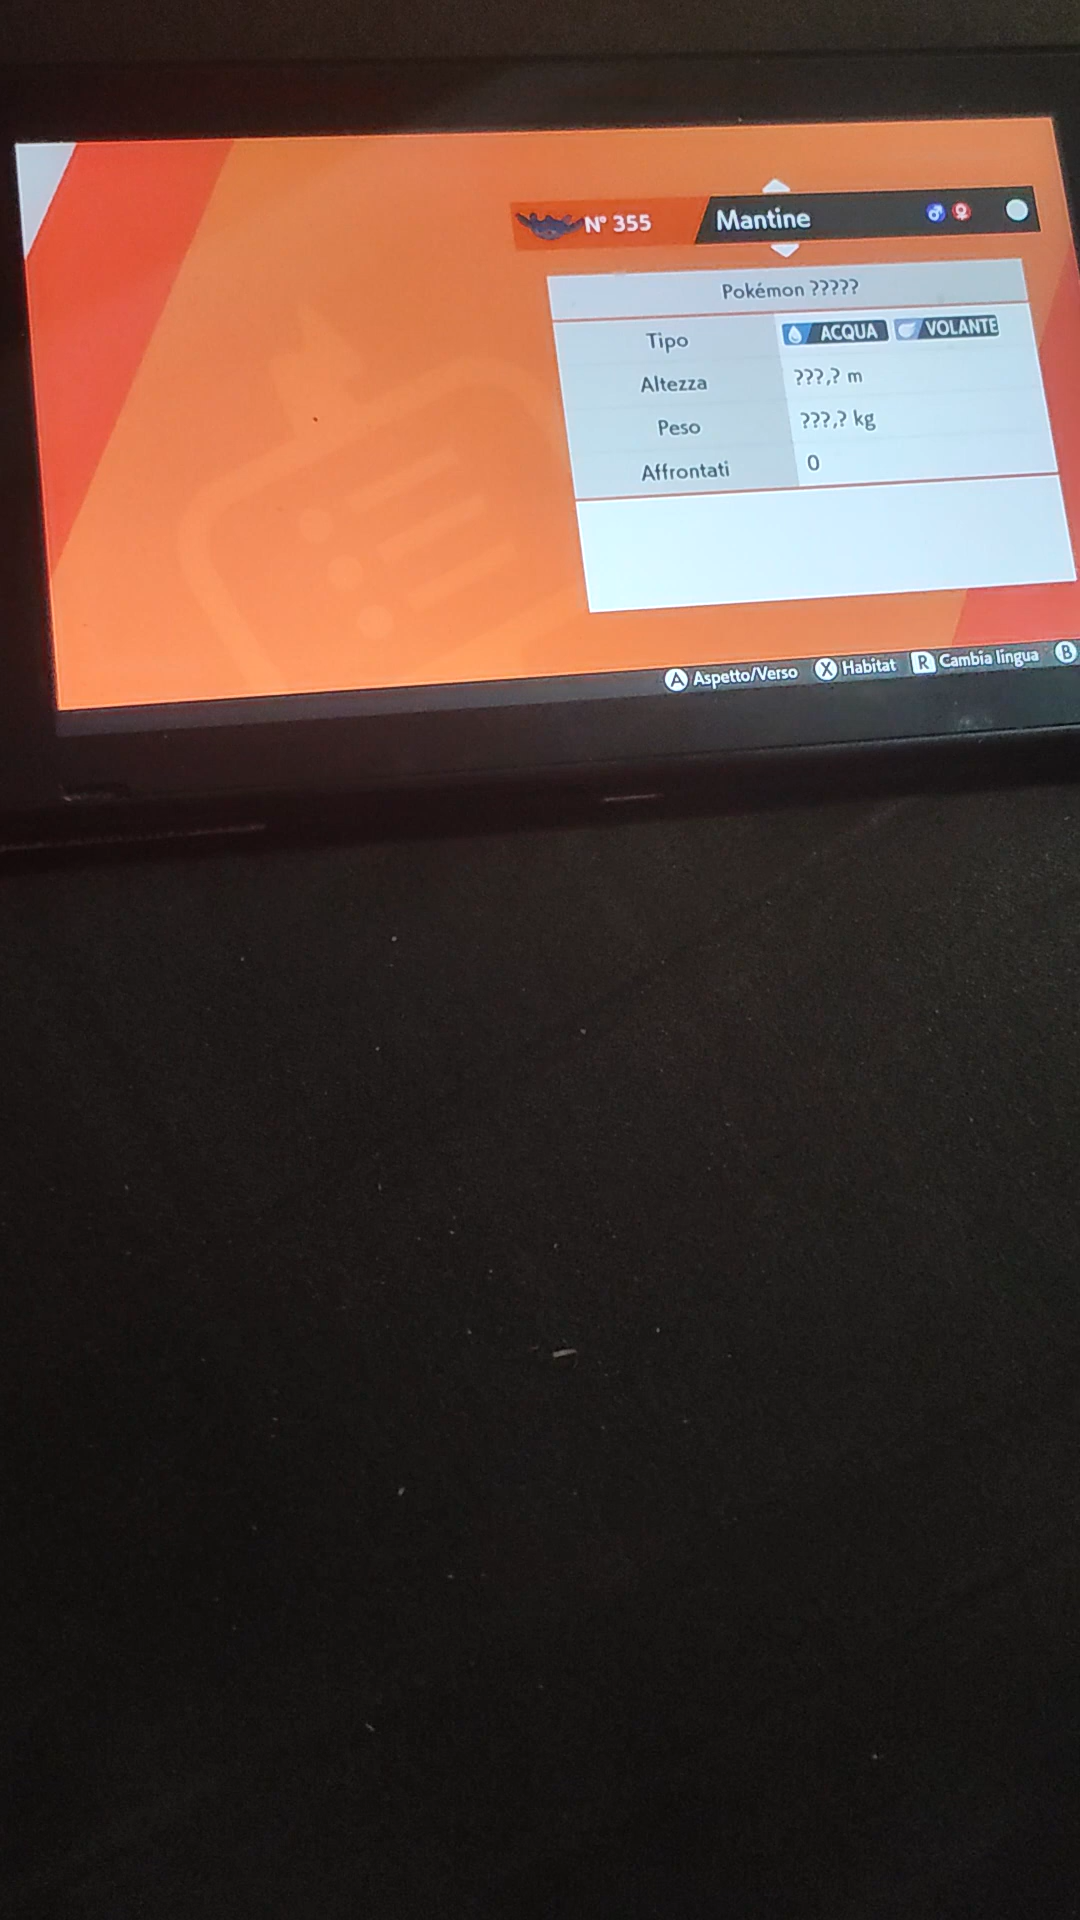 N° 355 Mantine
Pokémon ?????
Tipo ACQUA VOLANTE
Altezza ???,? m
Peso ???,? kg
Affrontati 0
A Aspetto/Verso X Habitat R Cambia lingua B